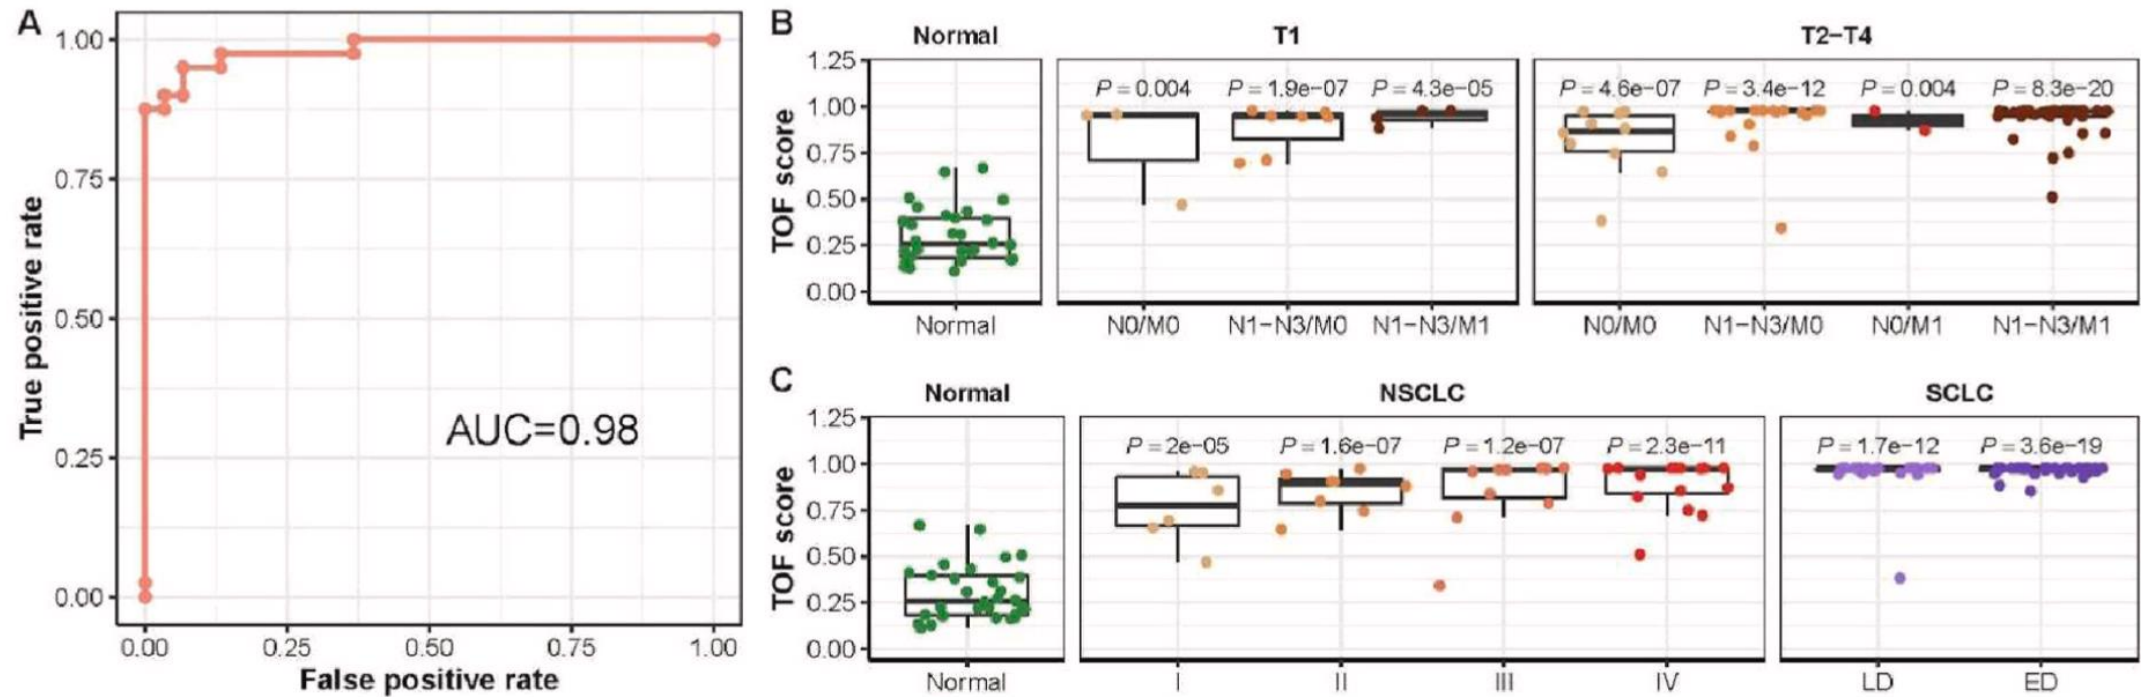 A
1.00
0.75
0.50
0.25
0.00
True positive rate
AUC=0.98
0.00 0.25 0.50 0.75 1.00
False positive rate
B
Normal T1 T2−T4
1.25
1.00
0.75
0.50
0.25
0.00
TOF score
P = 0.004 P = 1.9e−07 P = 4.3e−05 P = 4.6e−07 P = 3.4e−12 P = 0.004 P = 8.3e−20
Normal N0/M0 N1−N3/M0 N1−N3/M1 N0/M0 N1−N3/M0 N0/M1 N1−N3/M1
C
Normal NSCLC SCLC
1.25
1.00
0.75
0.50
0.25
0.00
TOF score
P = 2e−05 P = 1.6e−07 P = 1.2e−07 P = 2.3e−11 P = 1.7e−12 P = 3.6e−19
Normal I II III IV LD ED